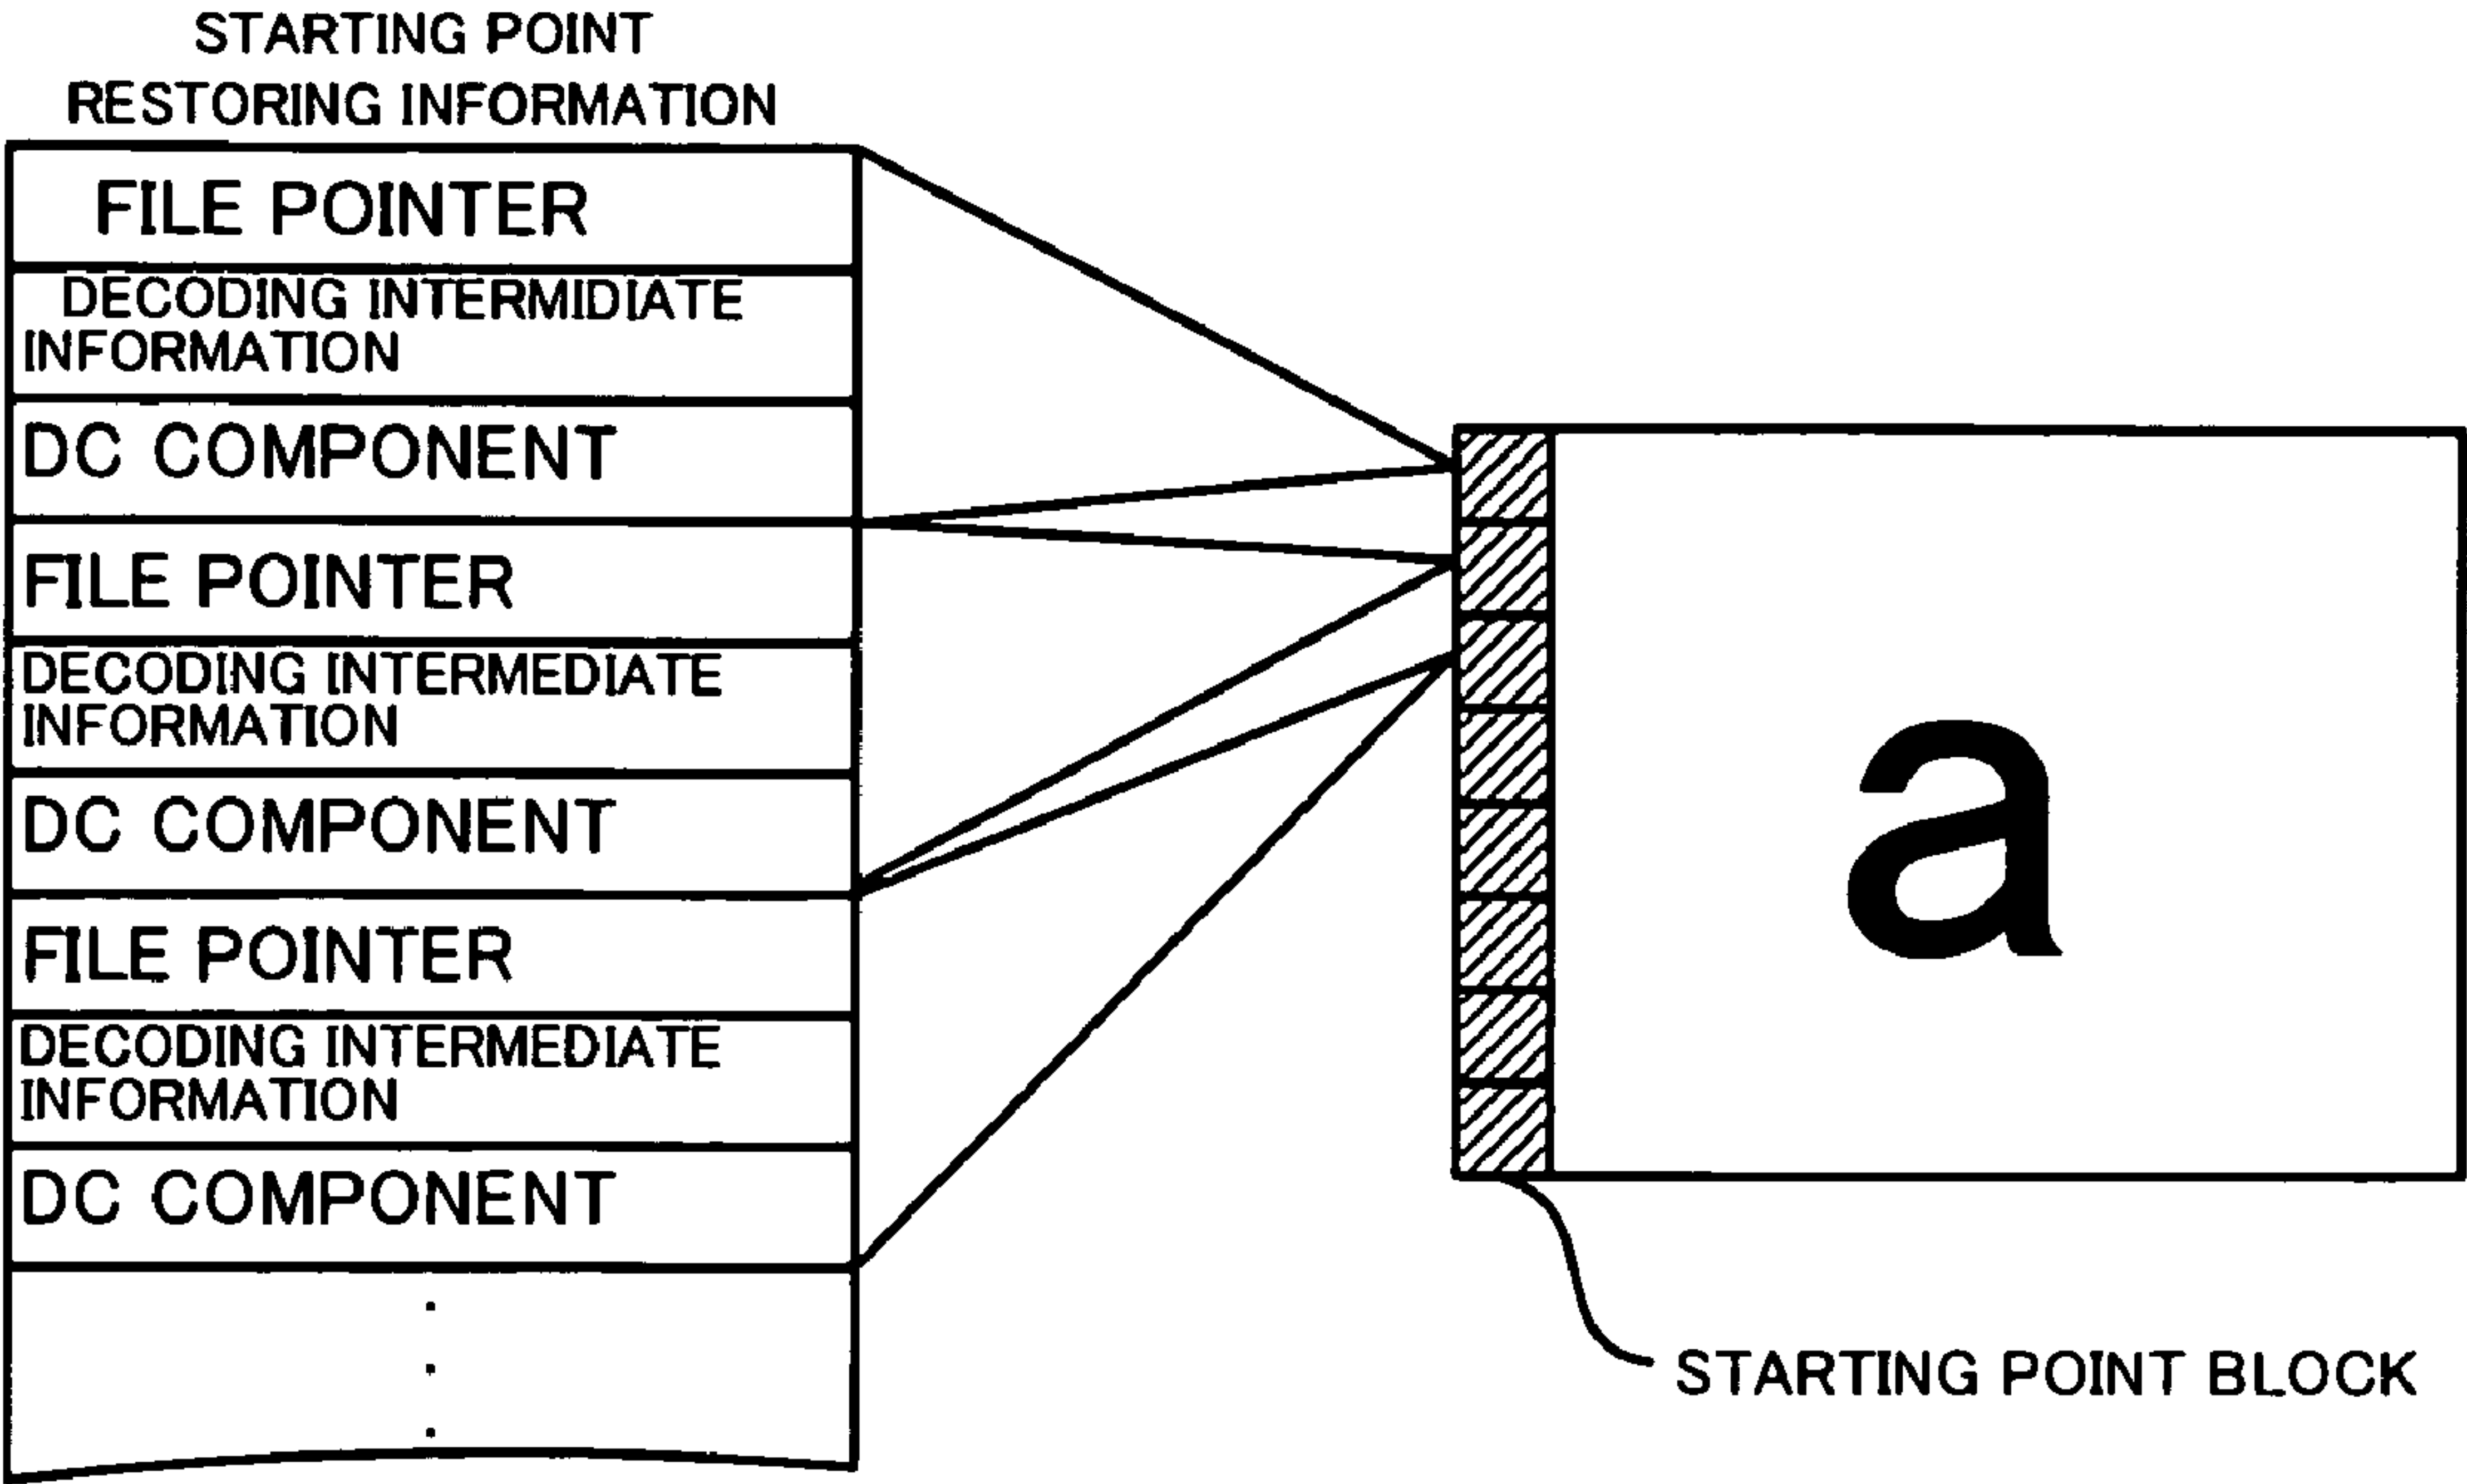 STARTING POINT
RESTORING INFORMATION
FILE POINTER
DECODING INTERMIDIATE
INFORMATION
DC COMPONENT
FILE POINTER
DECODING INTERMEDIATE
INFORMATION
DC COMPONENT
FILE POINTER
DECODING INTERMEDIATE
INFORMATION
DC COMPONENT
a
STARTING POINT BLOCK